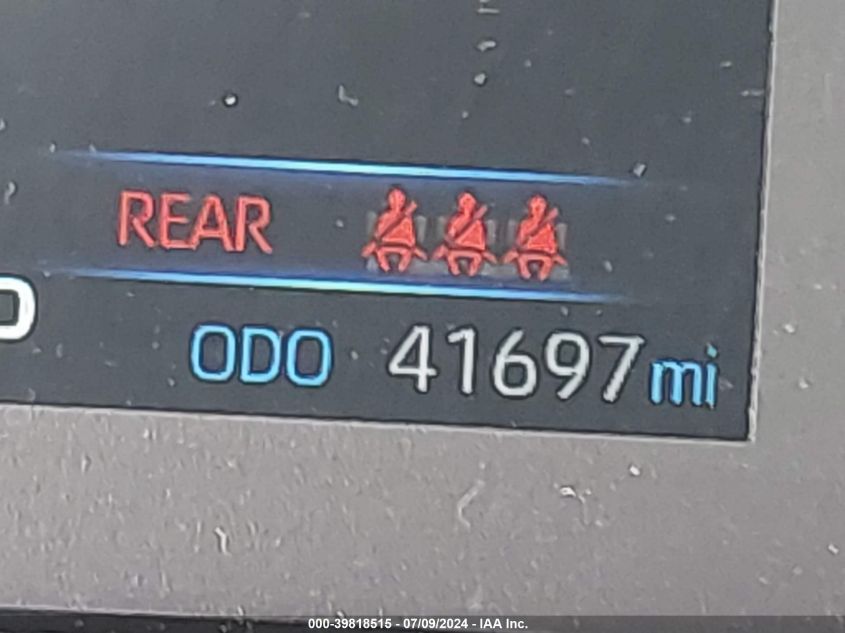 REAR
ODO 41697 mi
000-39818515 - 07/09/2024 - IAA Inc.